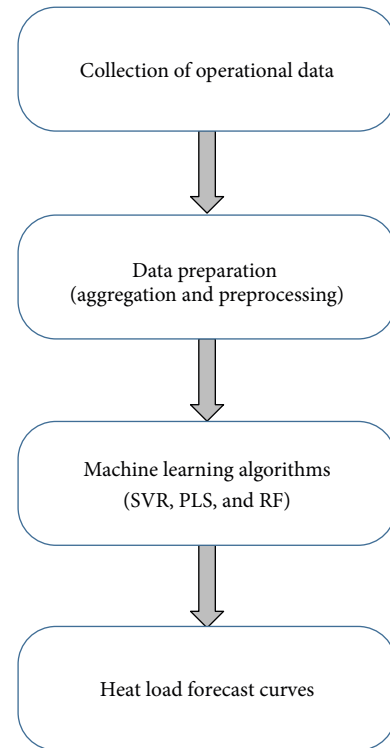 Collection of operational data
Data preparation
(aggregation and preprocessing)
Machine learning algorithms
(SVR, PLS, and RF)
Heat load forecast curves